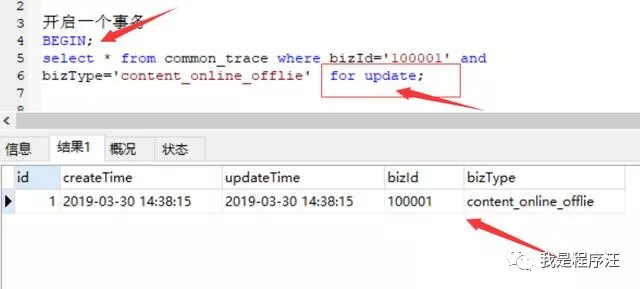 2
3 开启一个事务
4 BEGIN;
5 select * from common_trace where bizId='100001' and
6 bizType='content_online_offlie' for update;
7
信息 结果1 概况 状态
id createTime updateTime bizId bizType
1 2019-03-30 14:38:15 2019-03-30 14:38:15 100001 content_online_offlie
我是程序汪